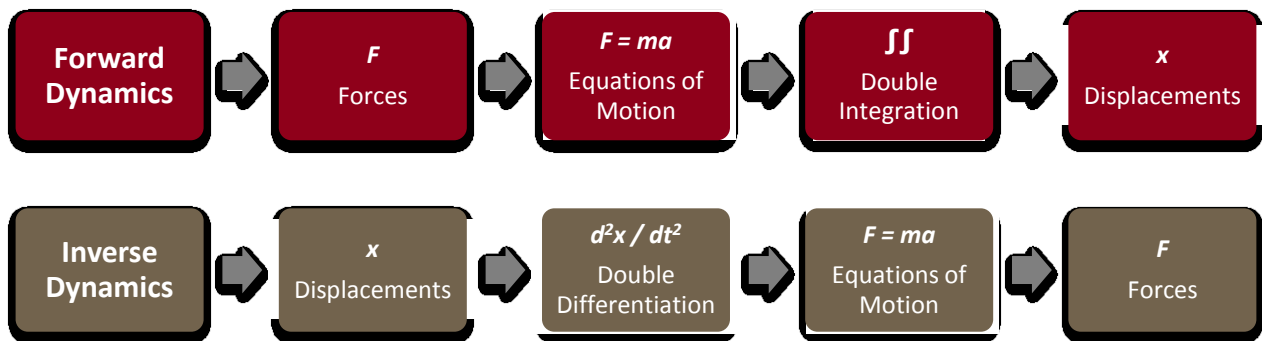 Forward
Dynamics
F
Forces
F = ma
Equations of
Motion
∫∫
Double
Integration
x
Displacements
Inverse
Dynamics
x
Displacements
d²x / dt²
Double
Differentiation
F = ma
Equations of
Motion
F
Forces